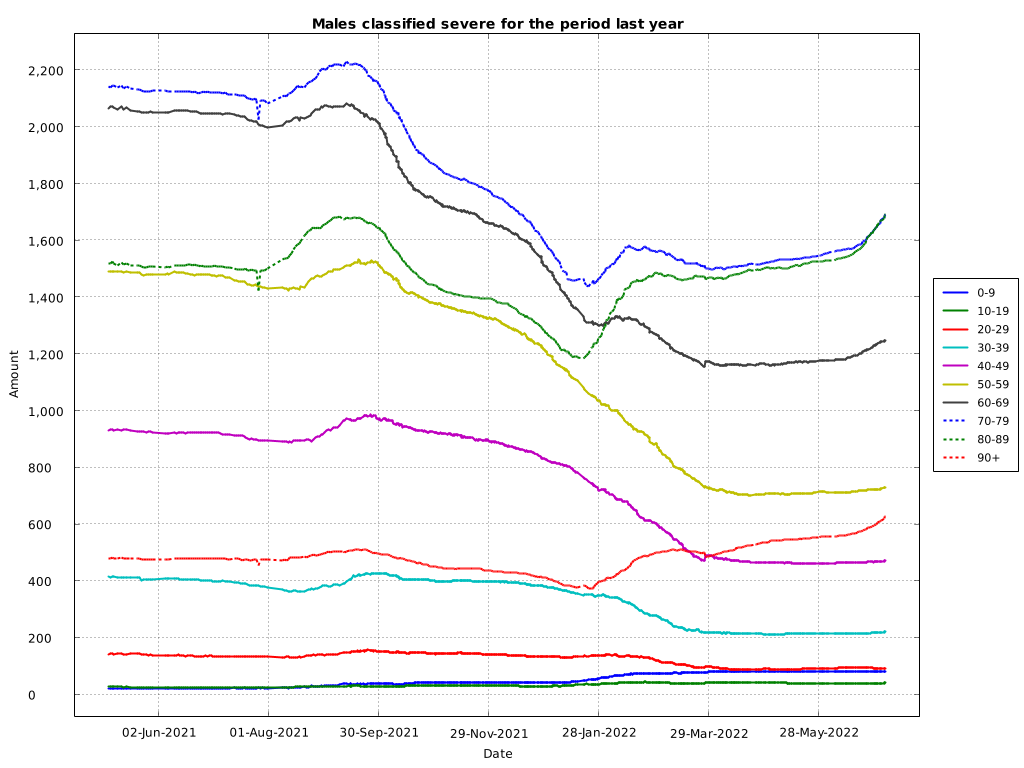 Males classified severe for the period last year
2,200
2,000
1,800
1,600
1,400
1,200
1,000
800
600
400
200
0
Amount
02-Jun-2021
01-Aug-2021
30-Sep-2021
29-Nov-2021
28-Jan-2022
29-Mar-2022
28-May-2022
Date
0-9
10-19
20-29
30-39
40-49
50-59
60-69
70-79
80-89
90+